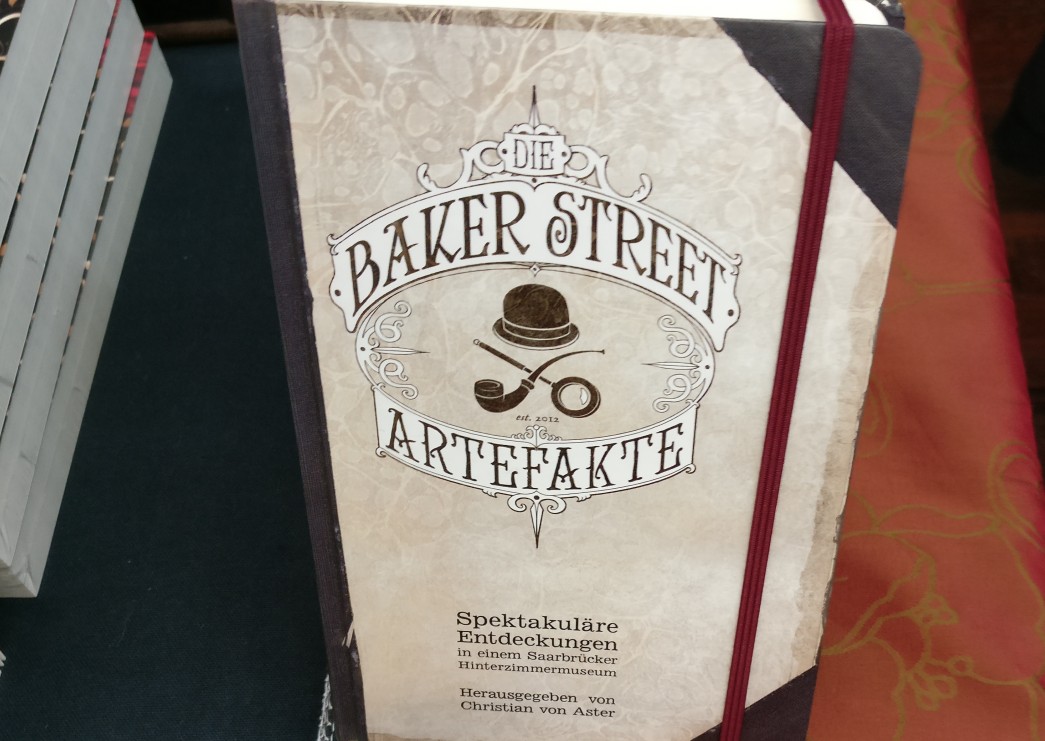 DIE
BAKER STREET
est. 2012
ARTEFAKTE
Spektakuläre
Entdeckungen
in einem Saarbrücker
Hinterzimmermuseum
Herausgegeben von
Christian von Aster